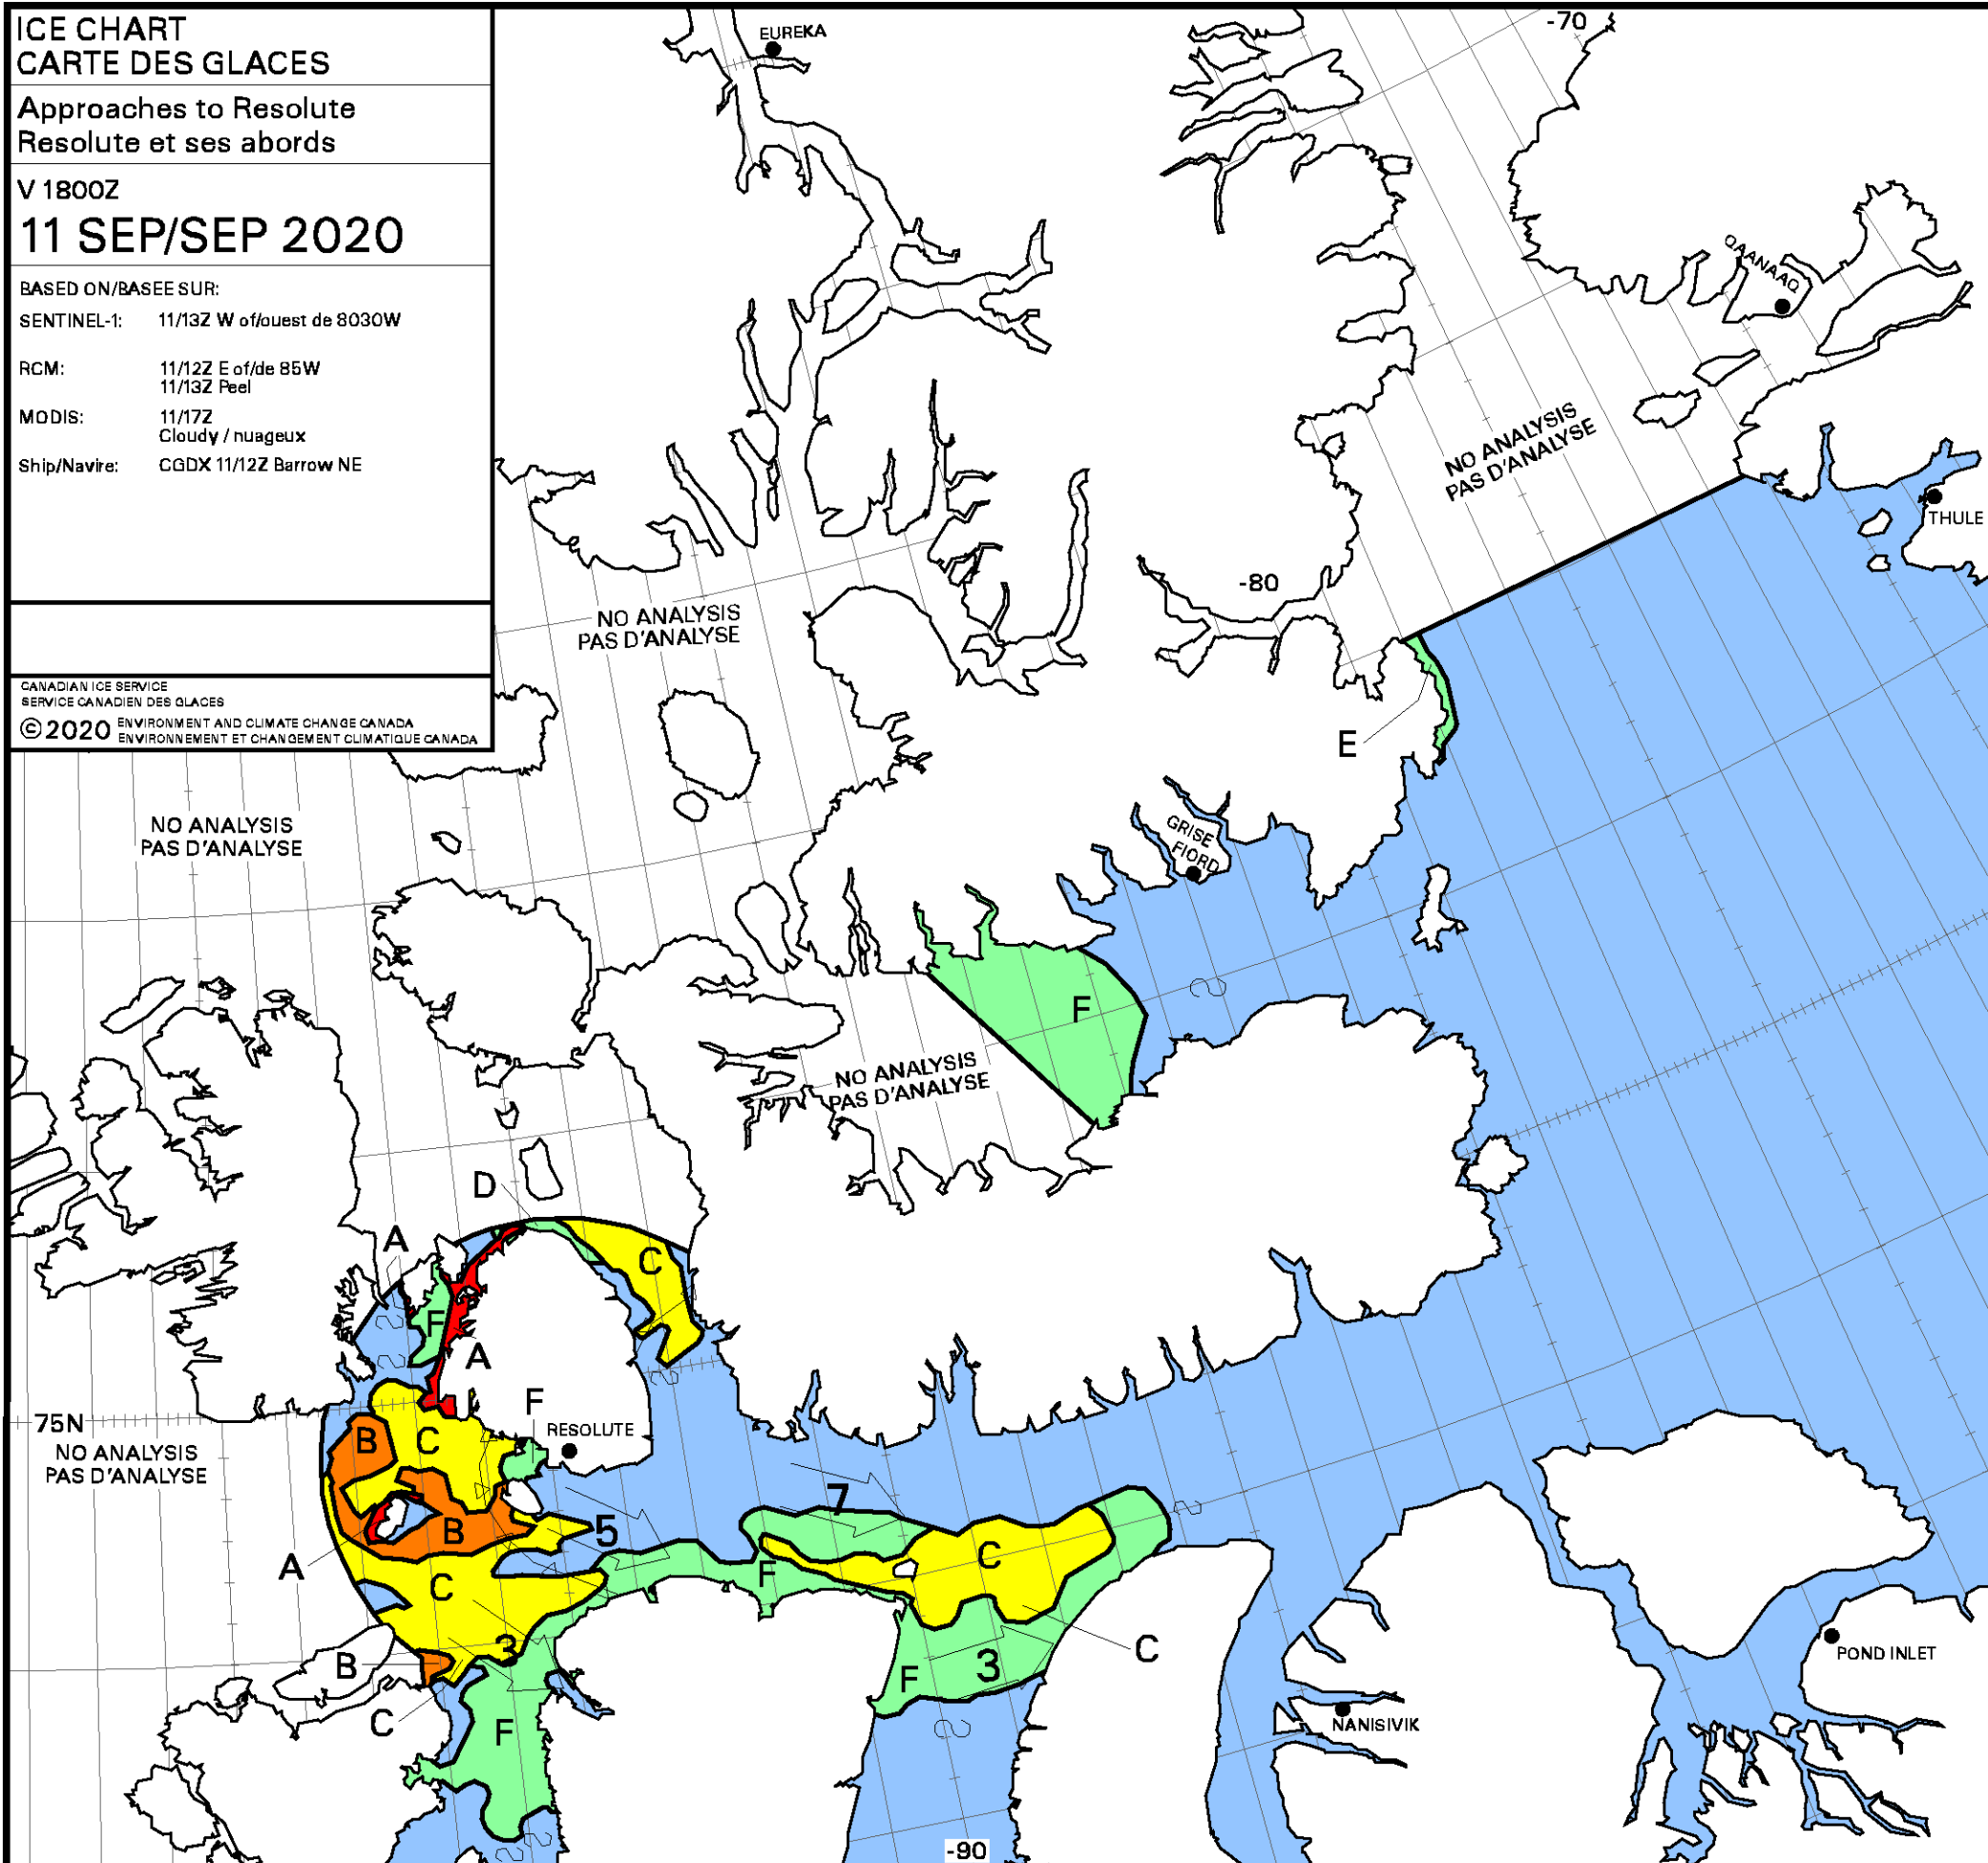 ICE CHART
CARTE DES GLACES
Approaches to Resolute
Resolute et ses abords
V 1800Z
11 SEP/SEP 2020
BASED ON/BASEE SUR:
SENTINEL-1: 11/13Z W of/ouest de 8030W
RCM: 11/12Z E of/de 85W
11/13Z Peel
MODIS: 11/17Z
Cloudy / nuageux
Ship/Navire: CGDX 11/12Z Barrow NE
CANADIAN ICE SERVICE
SERVICE CANADIEN DES GLACES
© 2020 ENVIRONMENT AND CLIMATE CHANGE CANADA
ENVIRONNEMENT ET CHANGEMENT CLIMATIQUE CANADA
-70
EUREKA
QAANAAQ
NO ANALYSIS
PAS D'ANALYSE
THULE
-80
NO ANALYSIS
PAS D'ANALYSE
E
NO ANALYSIS
PAS D'ANALYSE
GRISE
FIORD
F
NO ANALYSIS
PAS D'ANALYSE
D
A
C
F
A
F
75N
RESOLUTE
NO ANALYSIS
PAS D'ANALYSE
B
C
7
B
5
C
A
F
C
3
C
B
3
F
POND INLET
C
F
NANISIVIK
-90